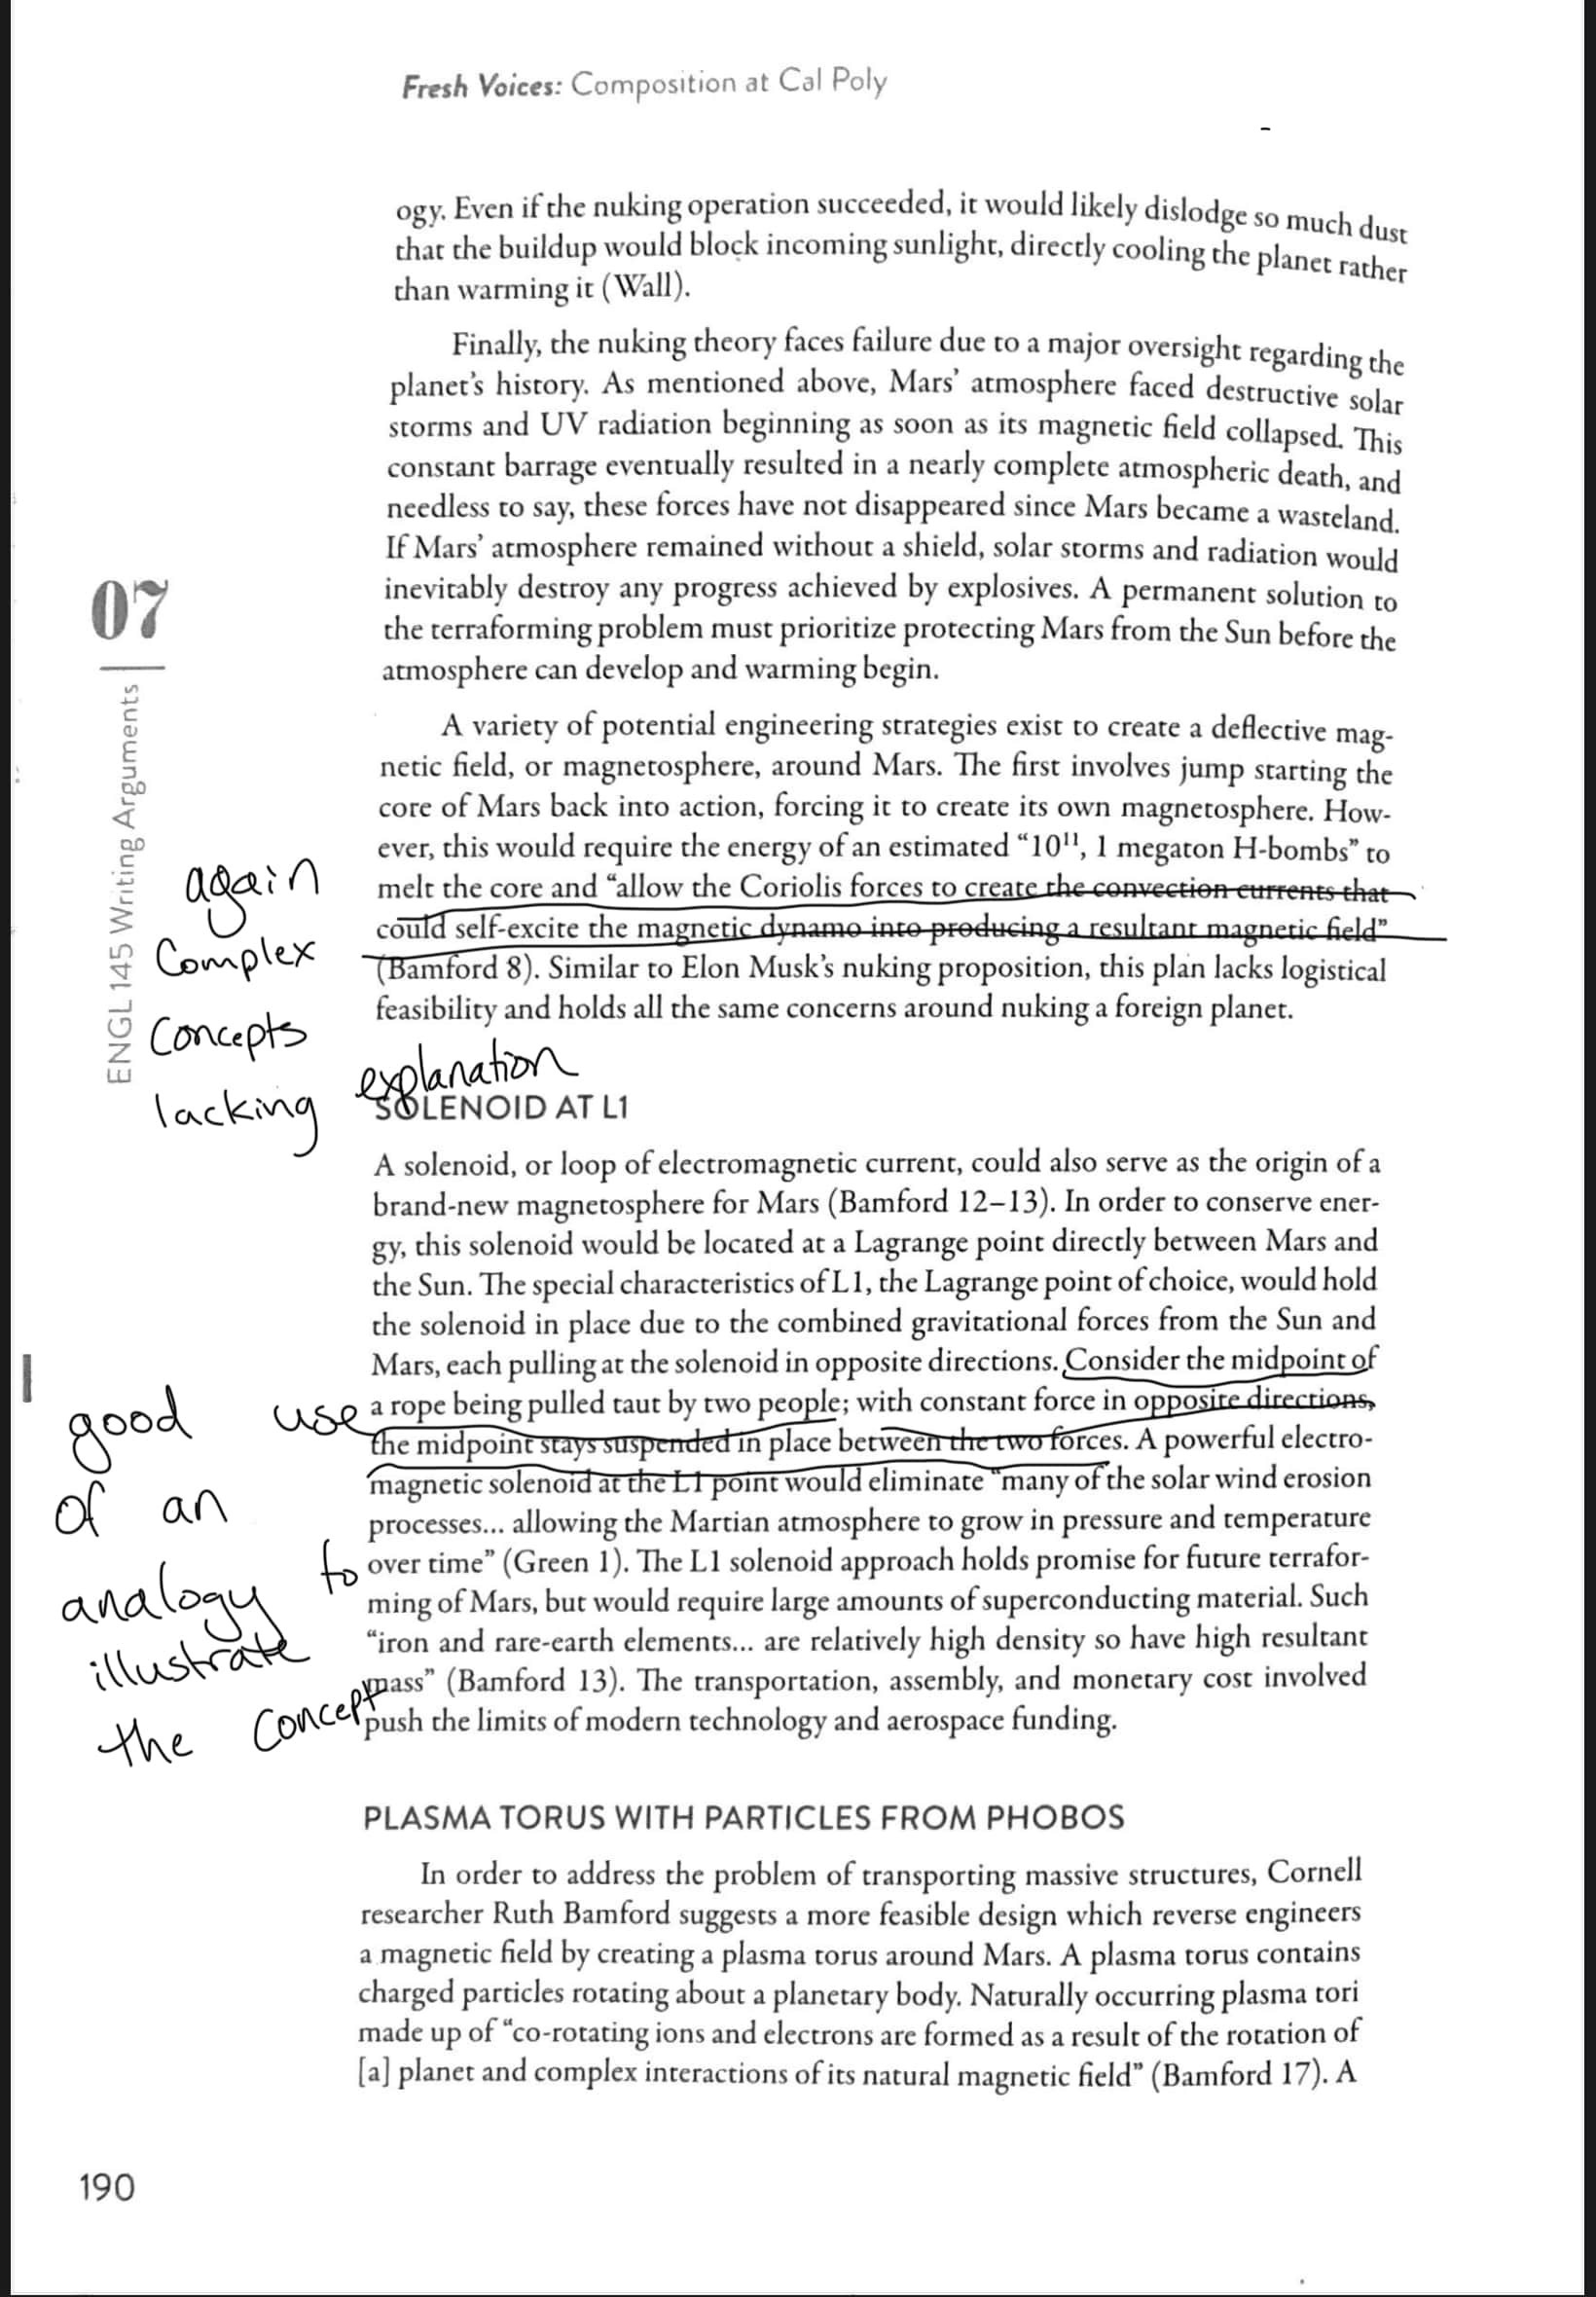 Fresh Voices: Composition at Cal Poly
ogy. Even if the nuking operation succeeded, it would likely dislodge so much dust
that the buildup would block incoming sunlight, directly cooling the planet rather
than warming it (Wall).
Finally, the nuking theory faces failure due to a major oversight regarding the
planet's history. As mentioned above, Mars' atmosphere faced destructive solar
storms and UV radiation beginning as soon as its magnetic field collapsed. This
constant barrage eventually resulted in a nearly complete atmospheric death, and
needless to say, these forces have not disappeared since Mars became a wasteland.
If Mars' atmosphere remained without a shield, solar storms and radiation would
inevitably destroy any progress achieved by explosives. A permanent solution to
the terraforming problem must prioritize protecting Mars from the Sun before the
atmosphere can develop and warming begin.
07
ENGL 145 Writing Arguments
A variety of potential engineering strategies exist to create a deflective mag-
netic field, or magnetosphere, around Mars. The first involves jump starting the
core of Mars back into action, forcing it to create its own magnetosphere. How-
ever, this would require the energy of an estimated “10¹¹, 1 megaton H-bombs” to
melt the core and “allow the Coriolis forces to create the convection currents that
could self-excite the magnetic dynamo into producing a resultant magnetic field”
(Bamford 8). Similar to Elon Musk's nuking proposition, this plan lacks logistical
feasibility and holds all the same concerns around nuking a foreign planet.
again
Complex
Concepts
lacking explanation
SOLENOID AT L1
A solenoid, or loop of electromagnetic current, could also serve as the origin of a
brand-new magnetosphere for Mars (Bamford 12–13). In order to conserve ener-
gy, this solenoid would be located at a Lagrange point directly between Mars and
the Sun. The special characteristics of L1, the Lagrange point of choice, would hold
the solenoid in place due to the combined gravitational forces from the Sun and
Mars, each pulling at the solenoid in opposite directions. Consider the midpoint of
a rope being pulled taut by two people; with constant force in opposite directions,
the midpoint stays suspended in place between the two forces. A powerful electro-
magnetic solenoid at the L1 point would eliminate “many of the solar wind erosion
processes... allowing the Martian atmosphere to grow in pressure and temperature
over time” (Green 1). The L1 solenoid approach holds promise for future terrafor-
ming of Mars, but would require large amounts of superconducting material. Such
“iron and rare-earth elements... are relatively high density so have high resultant
mass” (Bamford 13). The transportation, assembly, and monetary cost involved
push the limits of modern technology and aerospace funding.
good use
of an
analogy to
illustrate
the concept
PLASMA TORUS WITH PARTICLES FROM PHOBOS
In order to address the problem of transporting massive structures, Cornell
researcher Ruth Bamford suggests a more feasible design which reverse engineers
a magnetic field by creating a plasma torus around Mars. A plasma torus contains
charged particles rotating about a planetary body. Naturally occurring plasma tori
made up of “co-rotating ions and electrons are formed as a result of the rotation of
[a] planet and complex interactions of its natural magnetic field” (Bamford 17). A
190